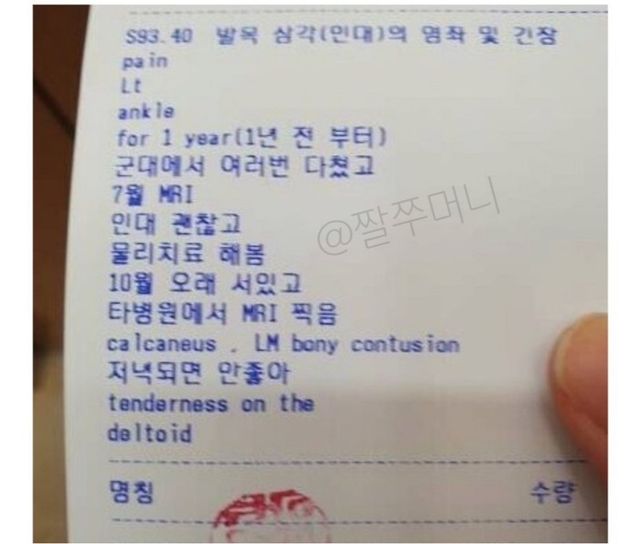 S93.40 발목 삼각(인대)의 염좌 및 긴장
pain
Lt
ankle
for 1 year(1년 전 부터)
군대에서 여러번 다쳤고
7월 MRI
인대 괜찮고
물리치료 해봄
10월 오래 서있고
타병원에서 MRI 찍음
calcaneus , LM bony contusion
저녁되면 안좋아
tenderness on the
deltoid
명칭 수량
@짤쭈머니